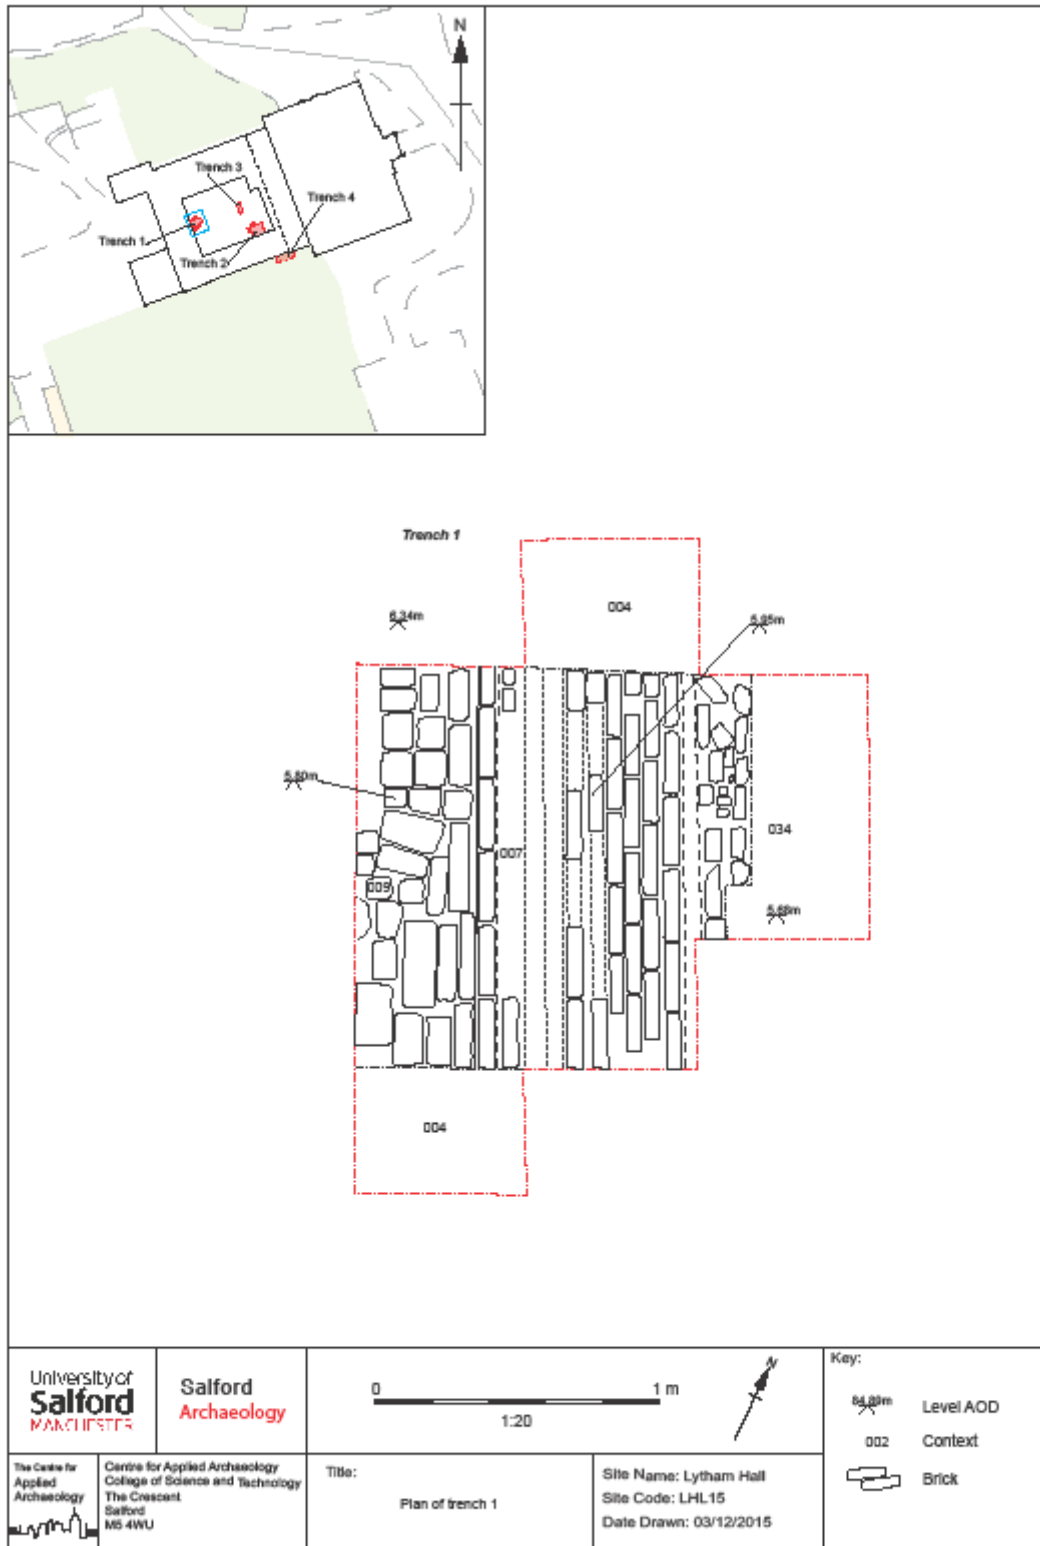 N
Trench 3
Trench 4
Trench 1
Trench 2
Trench 1
6.34m
004
5.95m
5.80m
007
034
009
5.68m
004
University of
Salford
MANCHESTER
Salford
Archaeology
0
1 m
1:20
N
Key:
84.89m
Level AOD
002
Context
Brick
The Centre for
Applied
Archaeology
Centre for Applied Archaeology
College of Science and Technology
The Crescent
Salford
M5 4WU
Title:
Plan of trench 1
Site Name: Lytham Hall
Site Code: LHL15
Date Drawn: 03/12/2015